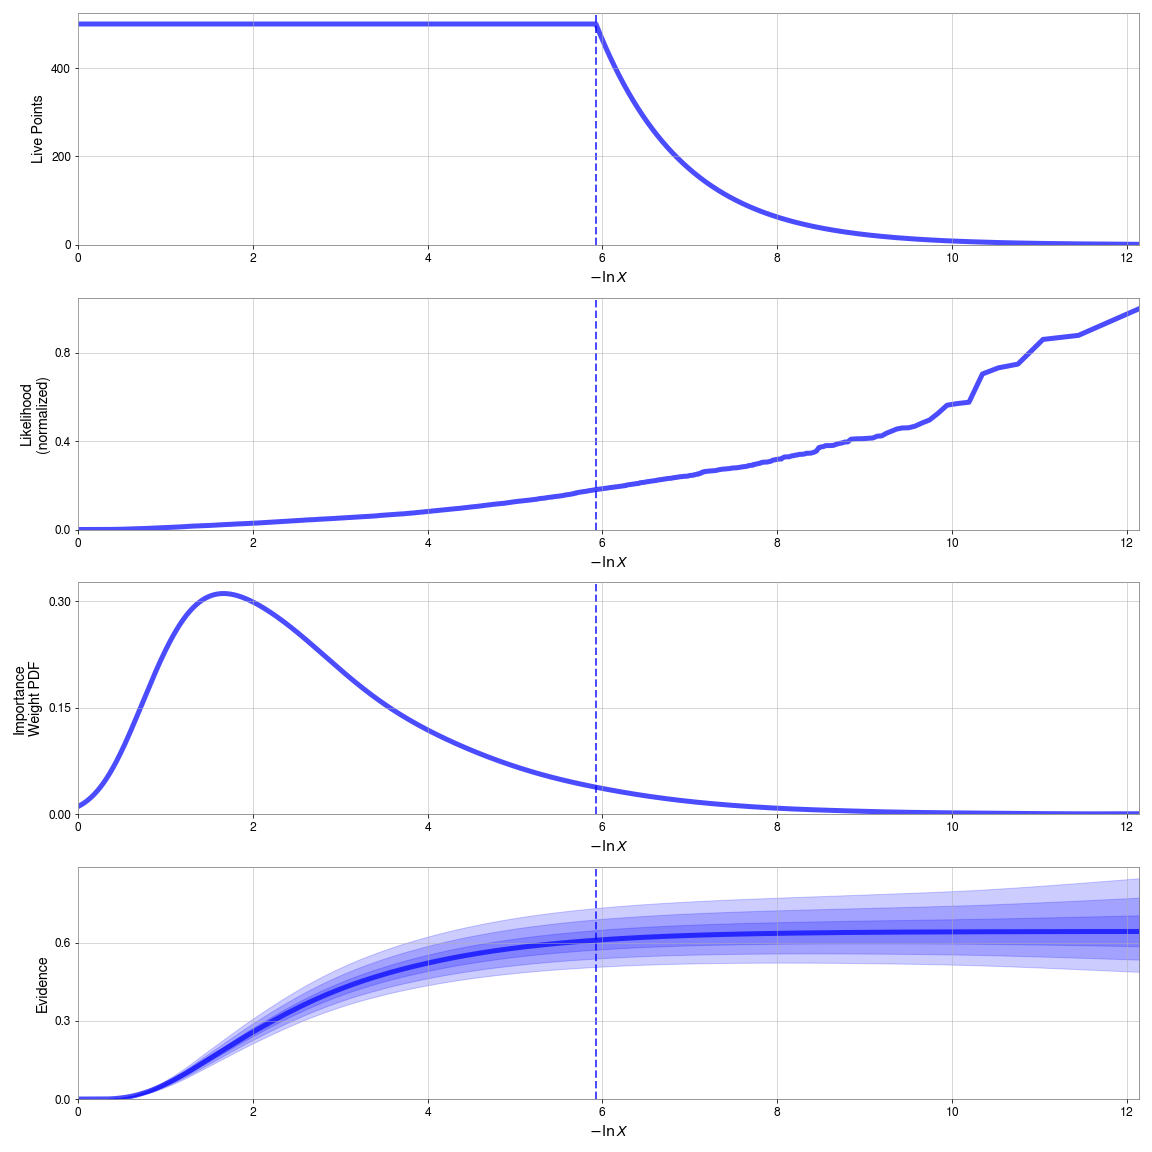 400
200
0
Live Points
0 2 4 6 8 10 12
−ln X
0.8
0.4
0.0
Likelihood
(normalized)
0 2 4 6 8 10 12
−ln X
0.30
0.15
0.00
Importance
Weight PDF
0 2 4 6 8 10 12
−ln X
0.6
0.3
0.0
Evidence
0 2 4 6 8 10 12
−ln X